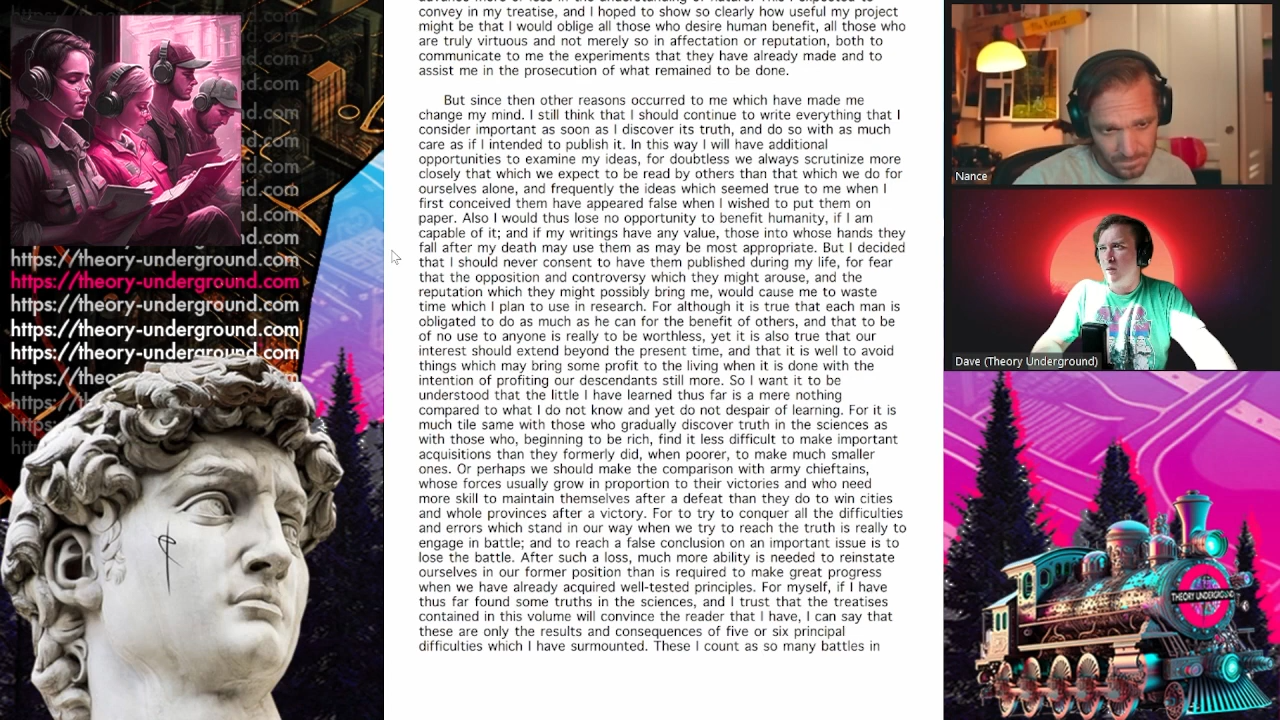 https://theory-underground.com
https://theory-underground.com
https://theory-underground.com
https://theory-underground.com
https://theory-underground.com
convey in my treatise, and I hoped to show so clearly how useful my project
might be that I would oblige all those who desire human benefit, all those who
are truly virtuous and not merely so in affectation or reputation, both to
communicate to me the experiments that they have already made and to
assist me in the prosecution of what remained to be done.
But since then other reasons occurred to me which have made me
change my mind. I still think that I should continue to write everything that I
consider important as soon as I discover its truth, and do so with as much
care as if I intended to publish it. In this way I will have additional
opportunities to examine my ideas, for doubtless we always scrutinize more
closely that which we expect to be read by others than that which we do for
ourselves alone, and frequently the ideas which seemed true to me when I
first conceived them have appeared false when I wished to put them on
paper. Also I would thus lose no opportunity to benefit humanity, if I am
capable of it; and if my writings have any value, those into whose hands they
fall after my death may use them as may be most appropriate. But I decided
that I should never consent to have them published during my life, for fear
that the opposition and controversy which they might arouse, and the
reputation which they might possibly bring me, would cause me to waste
time which I plan to use in research. For although it is true that each man is
obligated to do as much as he can for the benefit of others, and that to be
of no use to anyone is really to be worthless, yet it is also true that our
interest should extend beyond the present time, and that it is well to avoid
things which may bring some profit to the living when it is done with the
intention of profiting our descendants still more. So I want it to be
understood that the little I have learned thus far is a mere nothing
compared to what I do not know and yet do not despair of learning. For it is
much tile same with those who gradually discover truth in the sciences as
with those who, beginning to be rich, find it less difficult to make important
acquisitions than they formerly did, when poorer, to make much smaller
ones. Or perhaps we should make the comparison with army chieftains,
whose forces usually grow in proportion to their victories and who need
more skill to maintain themselves after a defeat than they do to win cities
and whole provinces after a victory. For to try to conquer all the difficulties
and errors which stand in our way when we try to reach the truth is really to
engage in battle; and to reach a false conclusion on an important issue is to
lose the battle. After such a loss, much more ability is needed to reinstate
ourselves in our former position than is required to make great progress
when we have already acquired well-tested principles. For myself, if I have
thus far found some truths in the sciences, and I trust that the treatises
contained in this volume will convince the reader that I have, I can say that
these are only the results and consequences of five or six principal
difficulties which I have surmounted. These I count as so many battles in
Nance
Dave (Theory Underground)
THEORY UNDERGROUND